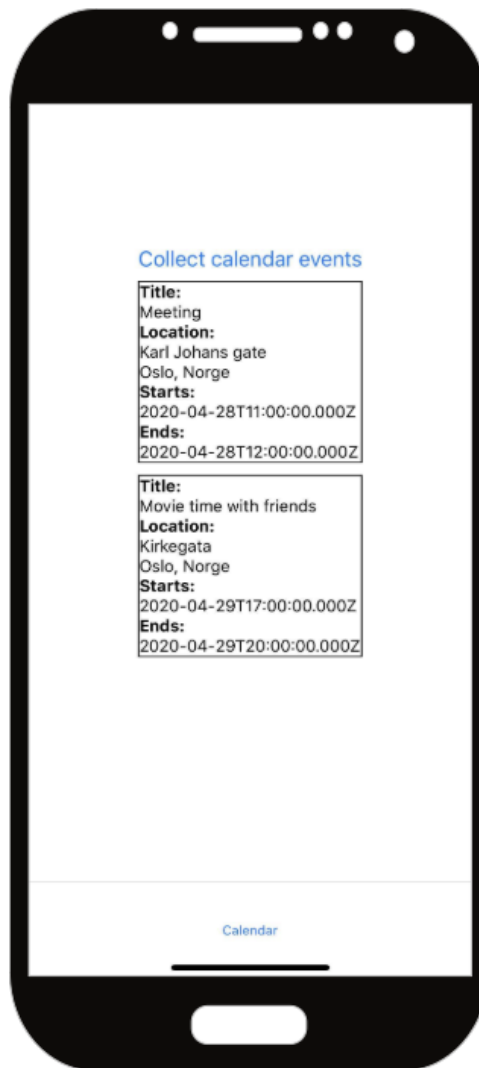 Collect calendar events
Title:
Meeting
Location:
Karl Johans gate
Oslo, Norge
Starts:
2020-04-28T11:00:00.000Z
Ends:
2020-04-28T12:00:00.000Z
Title:
Movie time with friends
Location:
Kirkegata
Oslo, Norge
Starts:
2020-04-29T17:00:00.000Z
Ends:
2020-04-29T20:00:00.000Z
Calendar